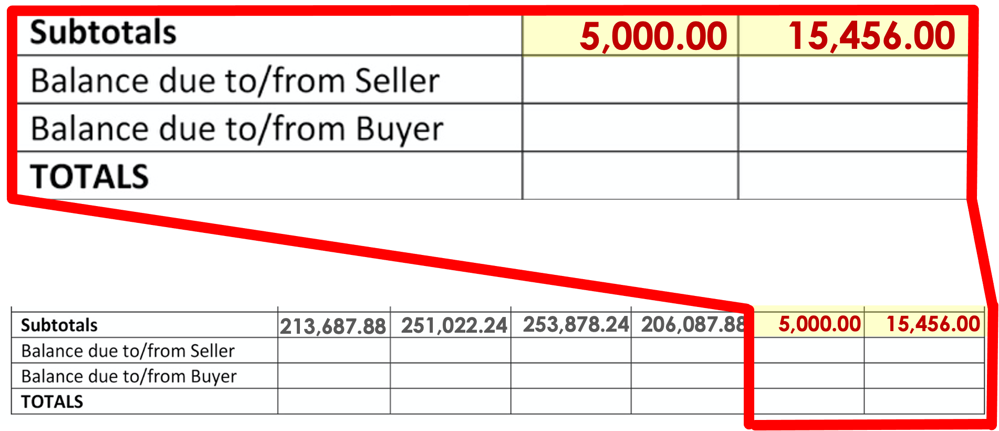 Subtotals 5,000.00 15,456.00
Balance due to/from Seller
Balance due to/from Buyer
TOTALS
Subtotals 213,687.88 251,022.24 253,878.24 206,087.88 5,000.00 15,456.00
Balance due to/from Seller
Balance due to/from Buyer
TOTALS